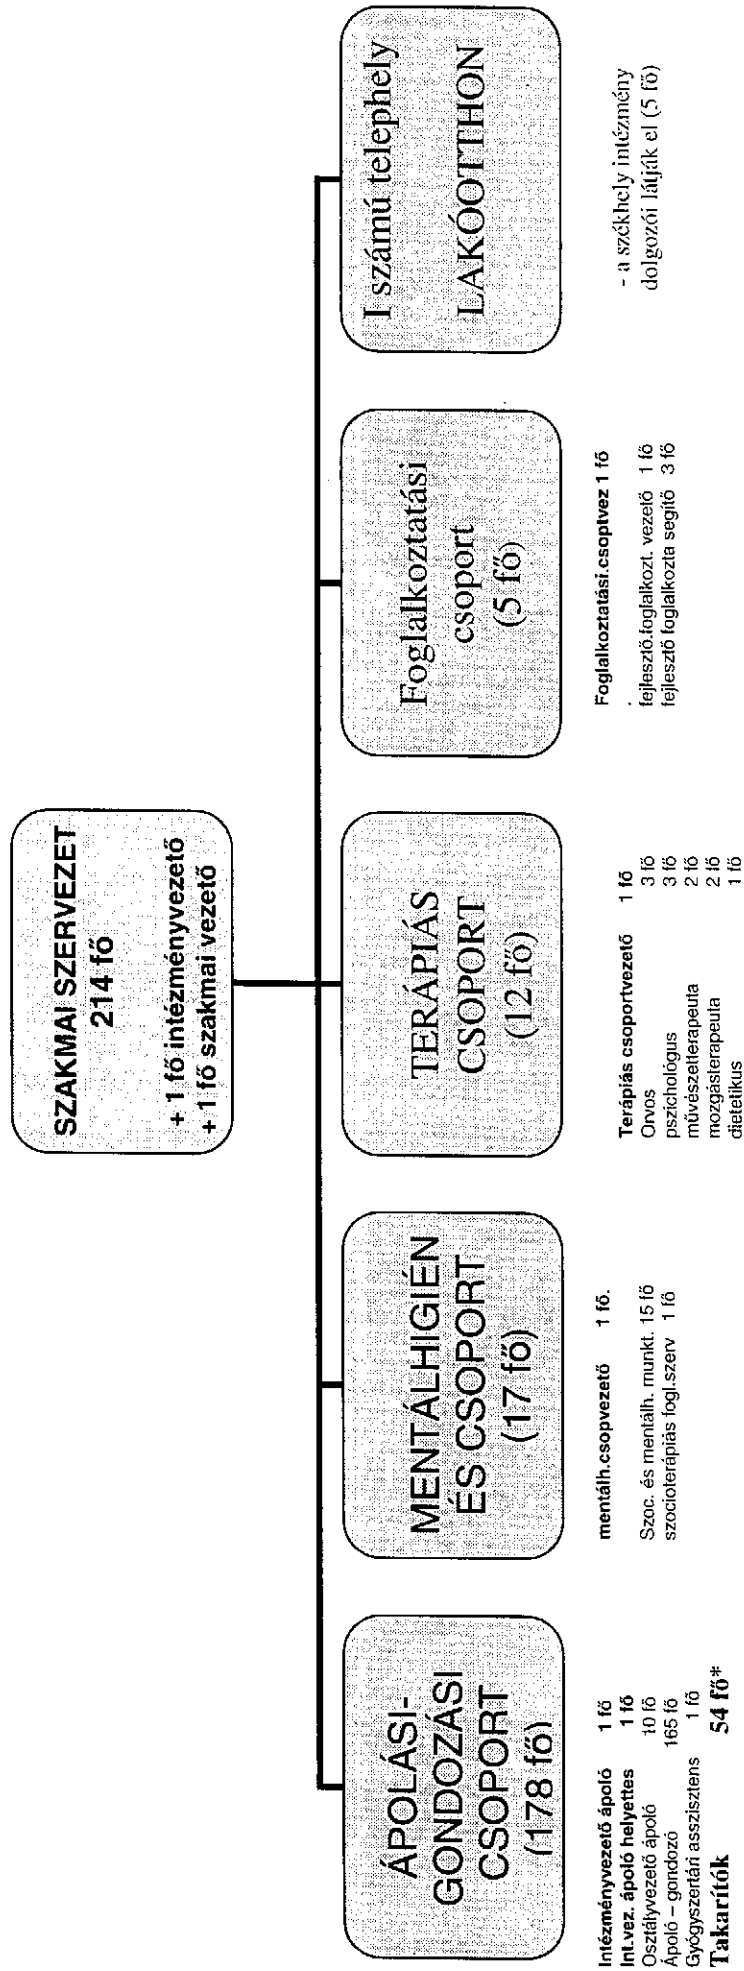 SZAKMAI SZERVEZET
214 fő
+ 1 fő intézményvezető
+ 1 fő szakmai vezető
ÁPOLÁSI-
GONDOZÁSI
CSOPORT
(178 fő)
Intézményvezető ápoló 1 fő
Int.vez. ápoló helyettes 1 fő
Osztályvezető ápoló 10 fő
Ápoló – gondozó 165 fő
Gyógyszertári asszisztens 1 fő
Takarítók 54 fő*
MENTÁLHIGIÉN
ÉS CSOPORT
(17 fő)
mentálh.csopvezető 1 fő.
Szoc. és mentálh. munkt. 15 fő
szocioterápiás fogl.szerv 1 fő
TERÁPIÁS
CSOPORT
(12 fő)
Terápiás csoportvezető 1 fő
Orvos 3 fő
pszichológus 3 fő
művészetterapeuta 2 fő
mozgásterapeuta 2 fő
dietetikus 1 fő
Foglalkoztatási
csoport
(5 fő)
Foglalkoztatási.csoptvez 1 fő
fejlesztő.foglalkozt. vezető 1 fő
fejlesztő foglalkozta segítő 3 fő
I számú telephely
LAKÓOTTHON
- a székhely intézmény
dolgozói látják el (5 fő)